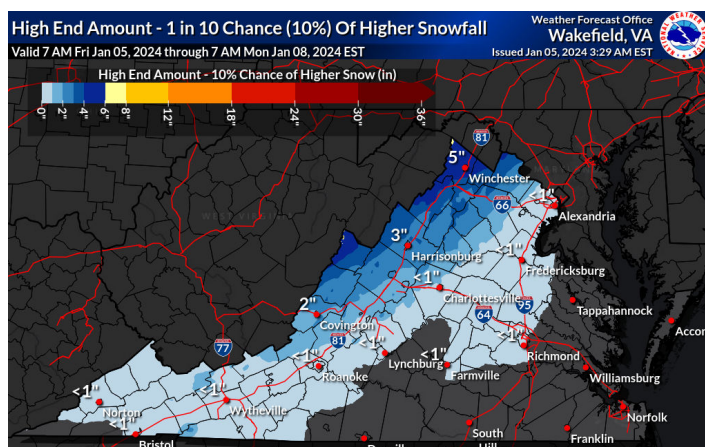 High End Amount - 1 in 10 Chance (10%) Of Higher Snowfall
Valid 7 AM Fri Jan 05, 2024 through 7 AM Mon Jan 08, 2024 EST
Weather Forecast Office
Wakefield, VA
Issued Jan 05, 2024 3:29 AM EST
NATIONAL WEATHER SERVICE
High End Amount - 10% Chance of Higher Snow (in)
0" 2" 4" 6" 8" 12" 18" 24" 30" 36"
81
5"
Winchester
66
<1"
Alexandria
3"
Harrisonburg
<1"
Fredericksburg
<1"
Charlottesville
95
Tappahannock
2"
Covington
64
Accom
77
81
<1"
Richmond
<1"
Lynchburg
<1"
Roanoke
<1"
Farmville
Williamsburg
<1"
Norton
<1"
Wytheville
Norfolk
<1"
Bristol
South
Hill
Franklin